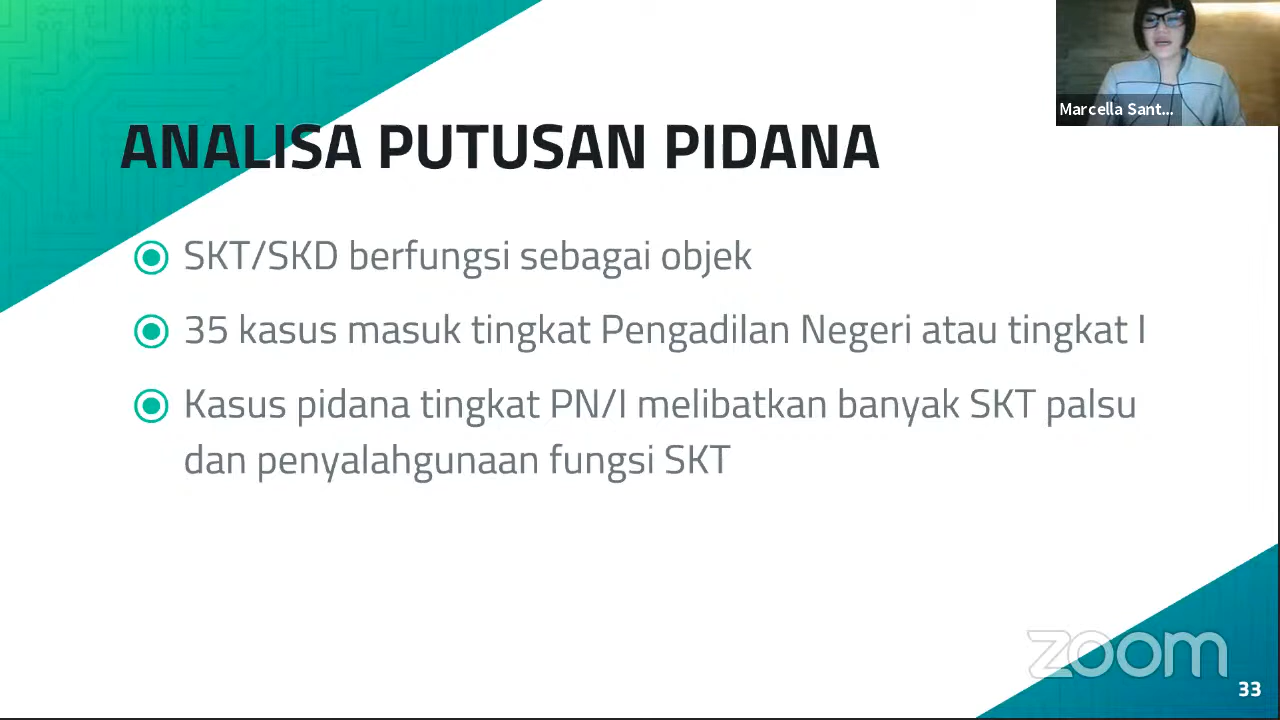 Marcella Sant...
ANALISA PUTUSAN PIDANA
SKT/SKD berfungsi sebagai objek
35 kasus masuk tingkat Pengadilan Negeri atau tingkat I
Kasus pidana tingkat PN/I melibatkan banyak SKT palsu
dan penyalahgunaan fungsi SKT
zoom
33